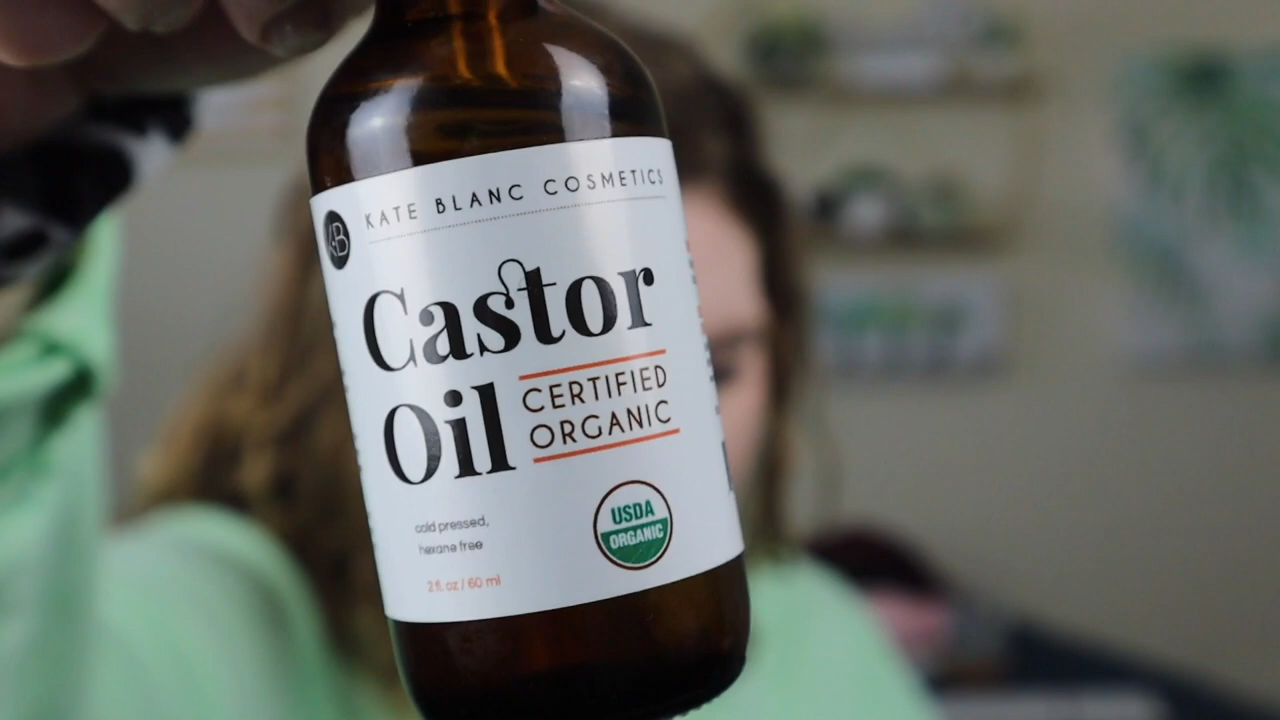 KB
KATE BLANC COSMETICS
Castor
Oil
CERTIFIED
ORGANIC
cold pressed,
hexane free
USDA
ORGANIC
2 fl. oz / 60 ml